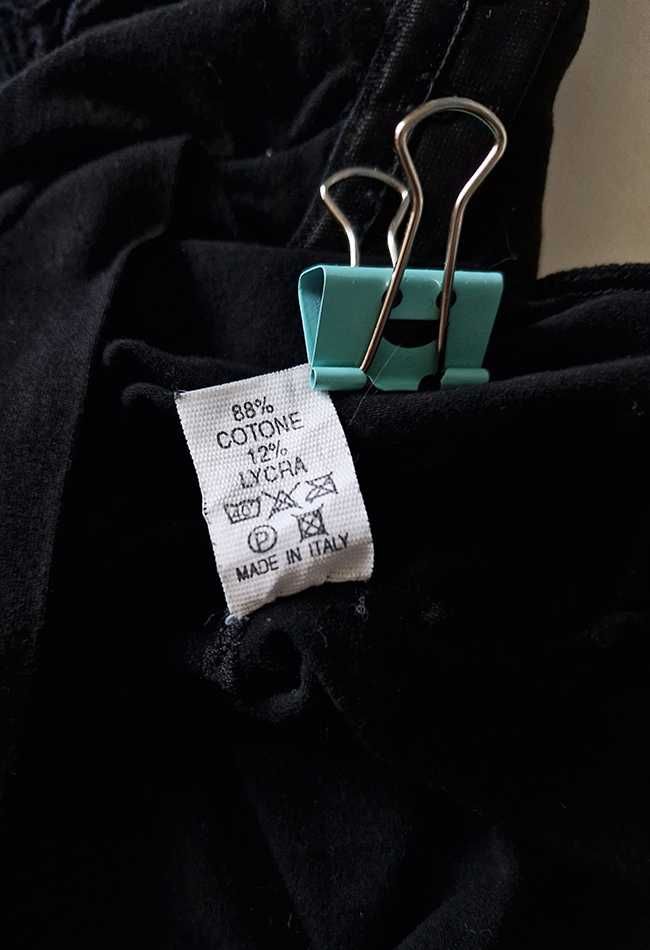 88%
COTONE
12%
LYCRA
P
MADE IN ITALY